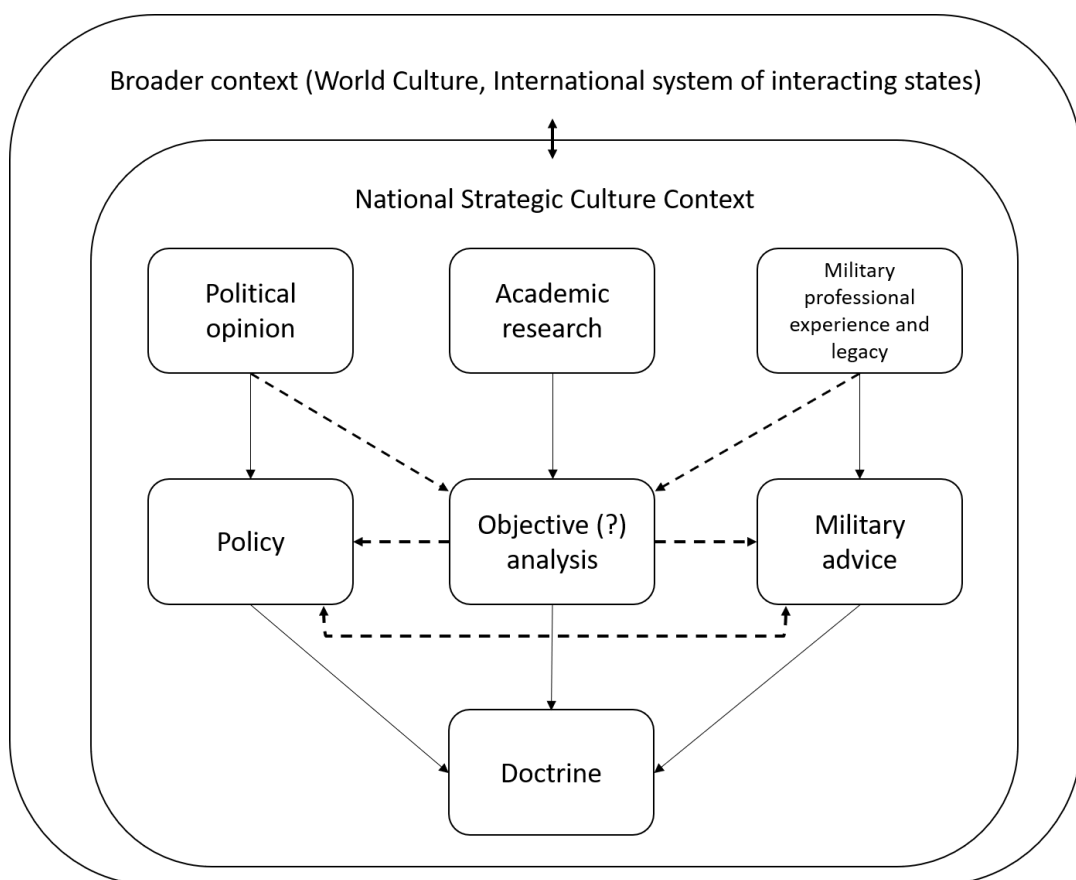 Broader context (World Culture, International system of interacting states)
National Strategic Culture Context
Political
opinion
Academic
research
Military
professional
experience and
legacy
Policy
Objective (?)
analysis
Military
advice
Doctrine